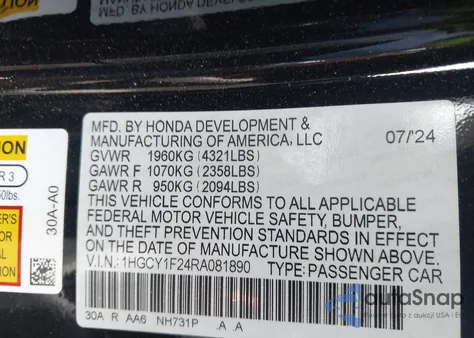 MFD. BY HONDA DEVELOPMENT &
MANUFACTURING OF AMERICA, LLC 07/24
GVWR 1960KG (4321LBS)
GAWR F 1070KG (2358LBS)
GAWR R 950KG (2094LBS)
THIS VEHICLE CONFORMS TO ALL APPLICABLE
FEDERAL MOTOR VEHICLE SAFETY, BUMPER,
AND THEFT PREVENTION STANDARDS IN EFFECT
ON THE DATE OF MANUFACTURE SHOWN ABOVE.
V.I.N.: 1HGCY1F24RA081890 TYPE: PASSENGER CAR
30A R AA6 NH731P A A
30A-A0
autoSnap